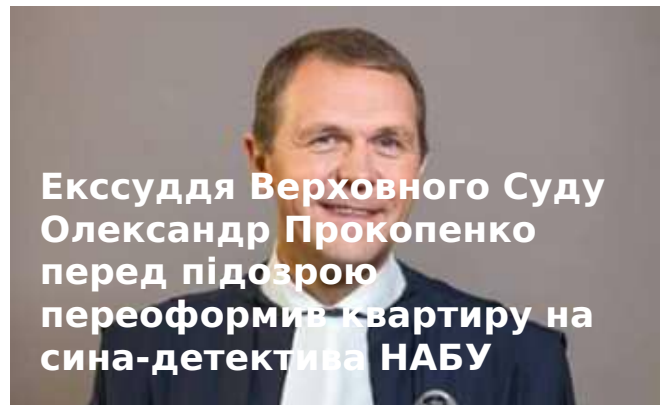 Екссуддя Верховного Суду
Олександр Прокопенко
перед підозрою
переоформив квартиру на
сина-детектива НАБУ